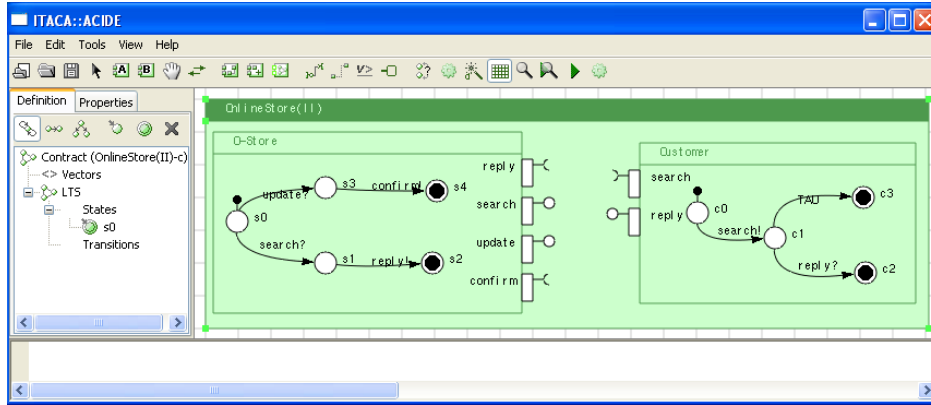 ITACA::ACIDE
File Edit Tools View Help
A B V>
Definition Properties
Contract (OnlineStore(II)-c)
<> Vectors
LTS
States
s0
Transitions
OnlineStore(II)
O-Store
update?
s3
confirm!
s4
s0
search?
s1
reply!
s2
reply
search
update
confirm
Customer
search
reply
c0
search!
TAU
c3
c1
reply?
c2